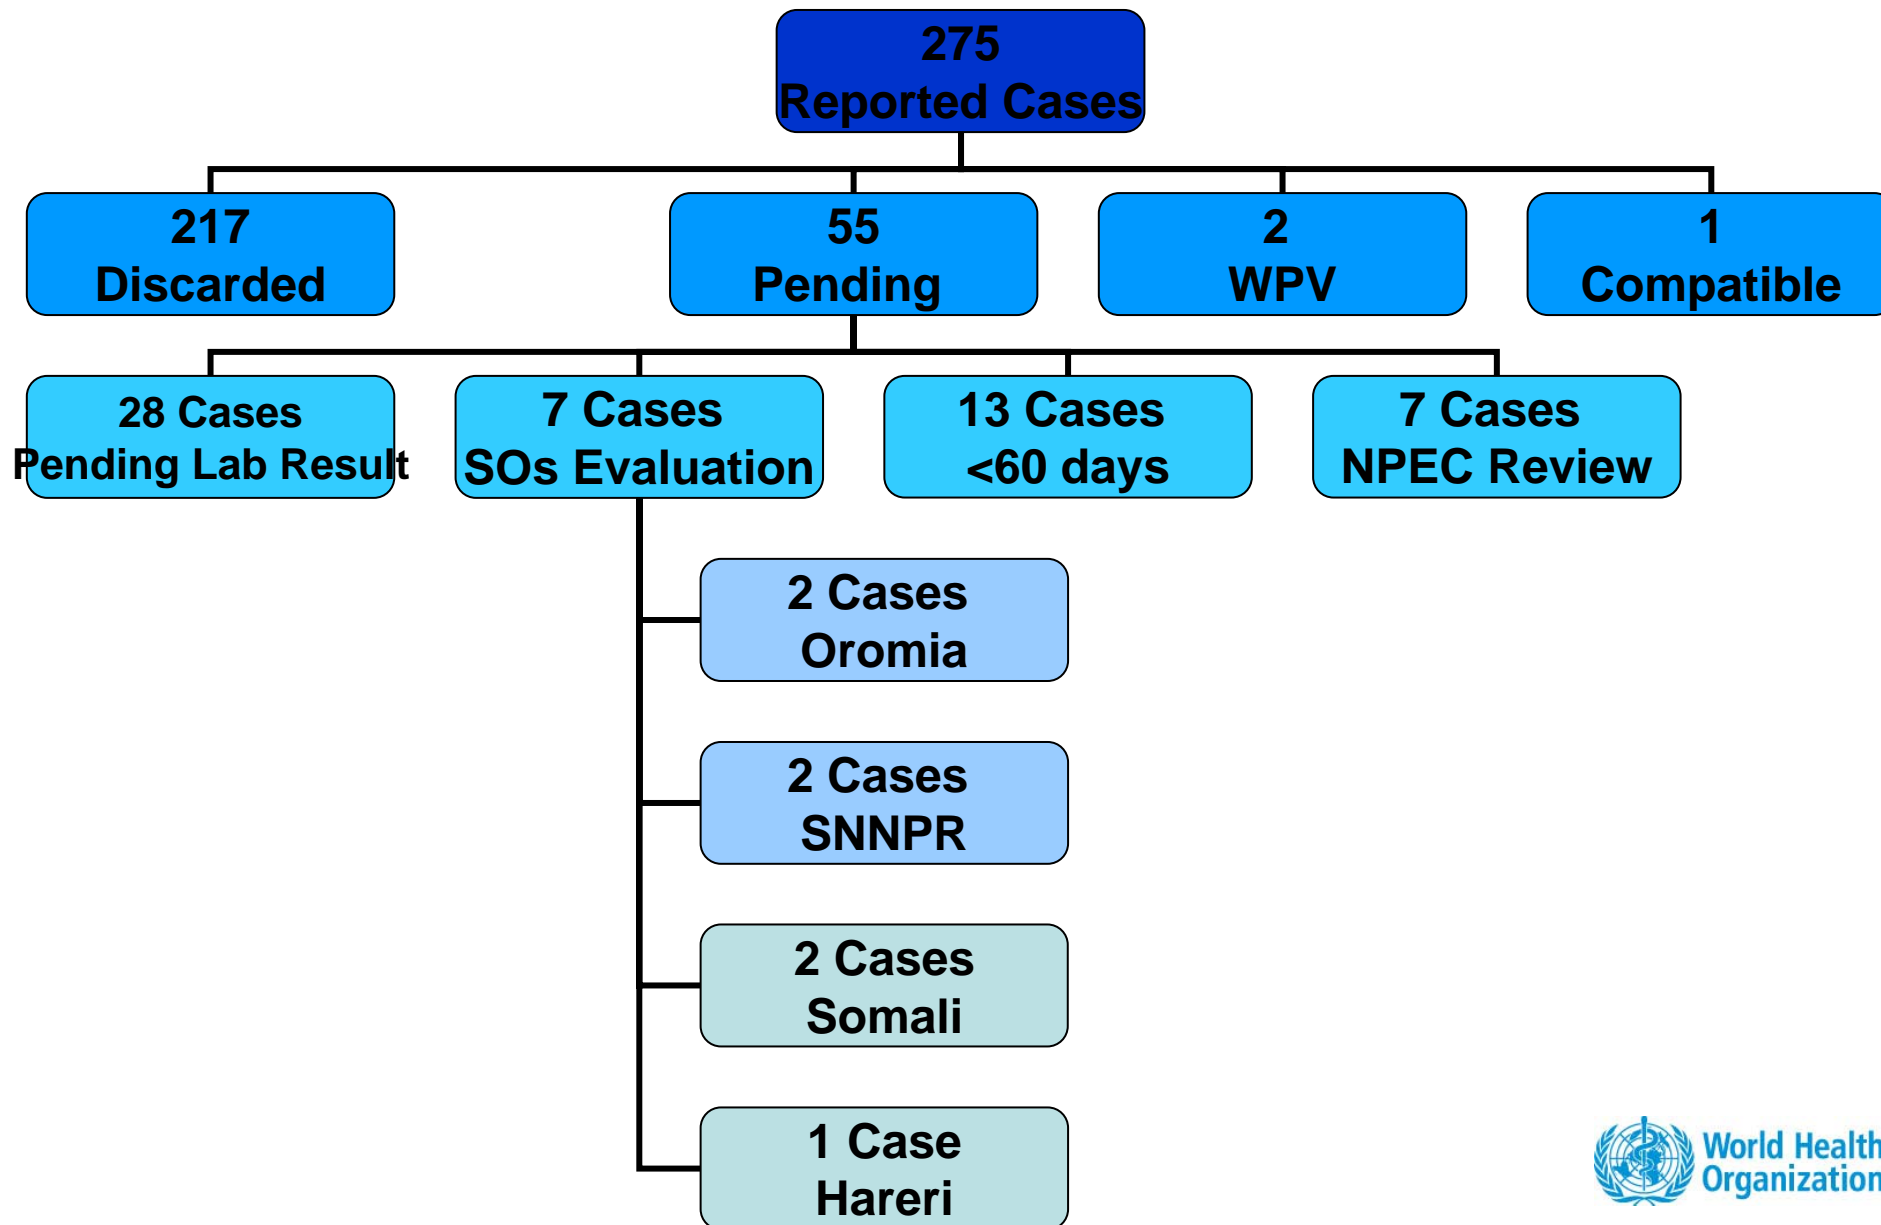 275
Reported Cases
217
Discarded
55
Pending
2
WPV
1
Compatible
28 Cases
Pending Lab Result
7 Cases
SOs Evaluation
13 Cases
<60 days
7 Cases
NPEC Review
2 Cases
Oromia
2 Cases
SNNPR
2 Cases
Somali
1 Case
Hareri
World Health
Organization